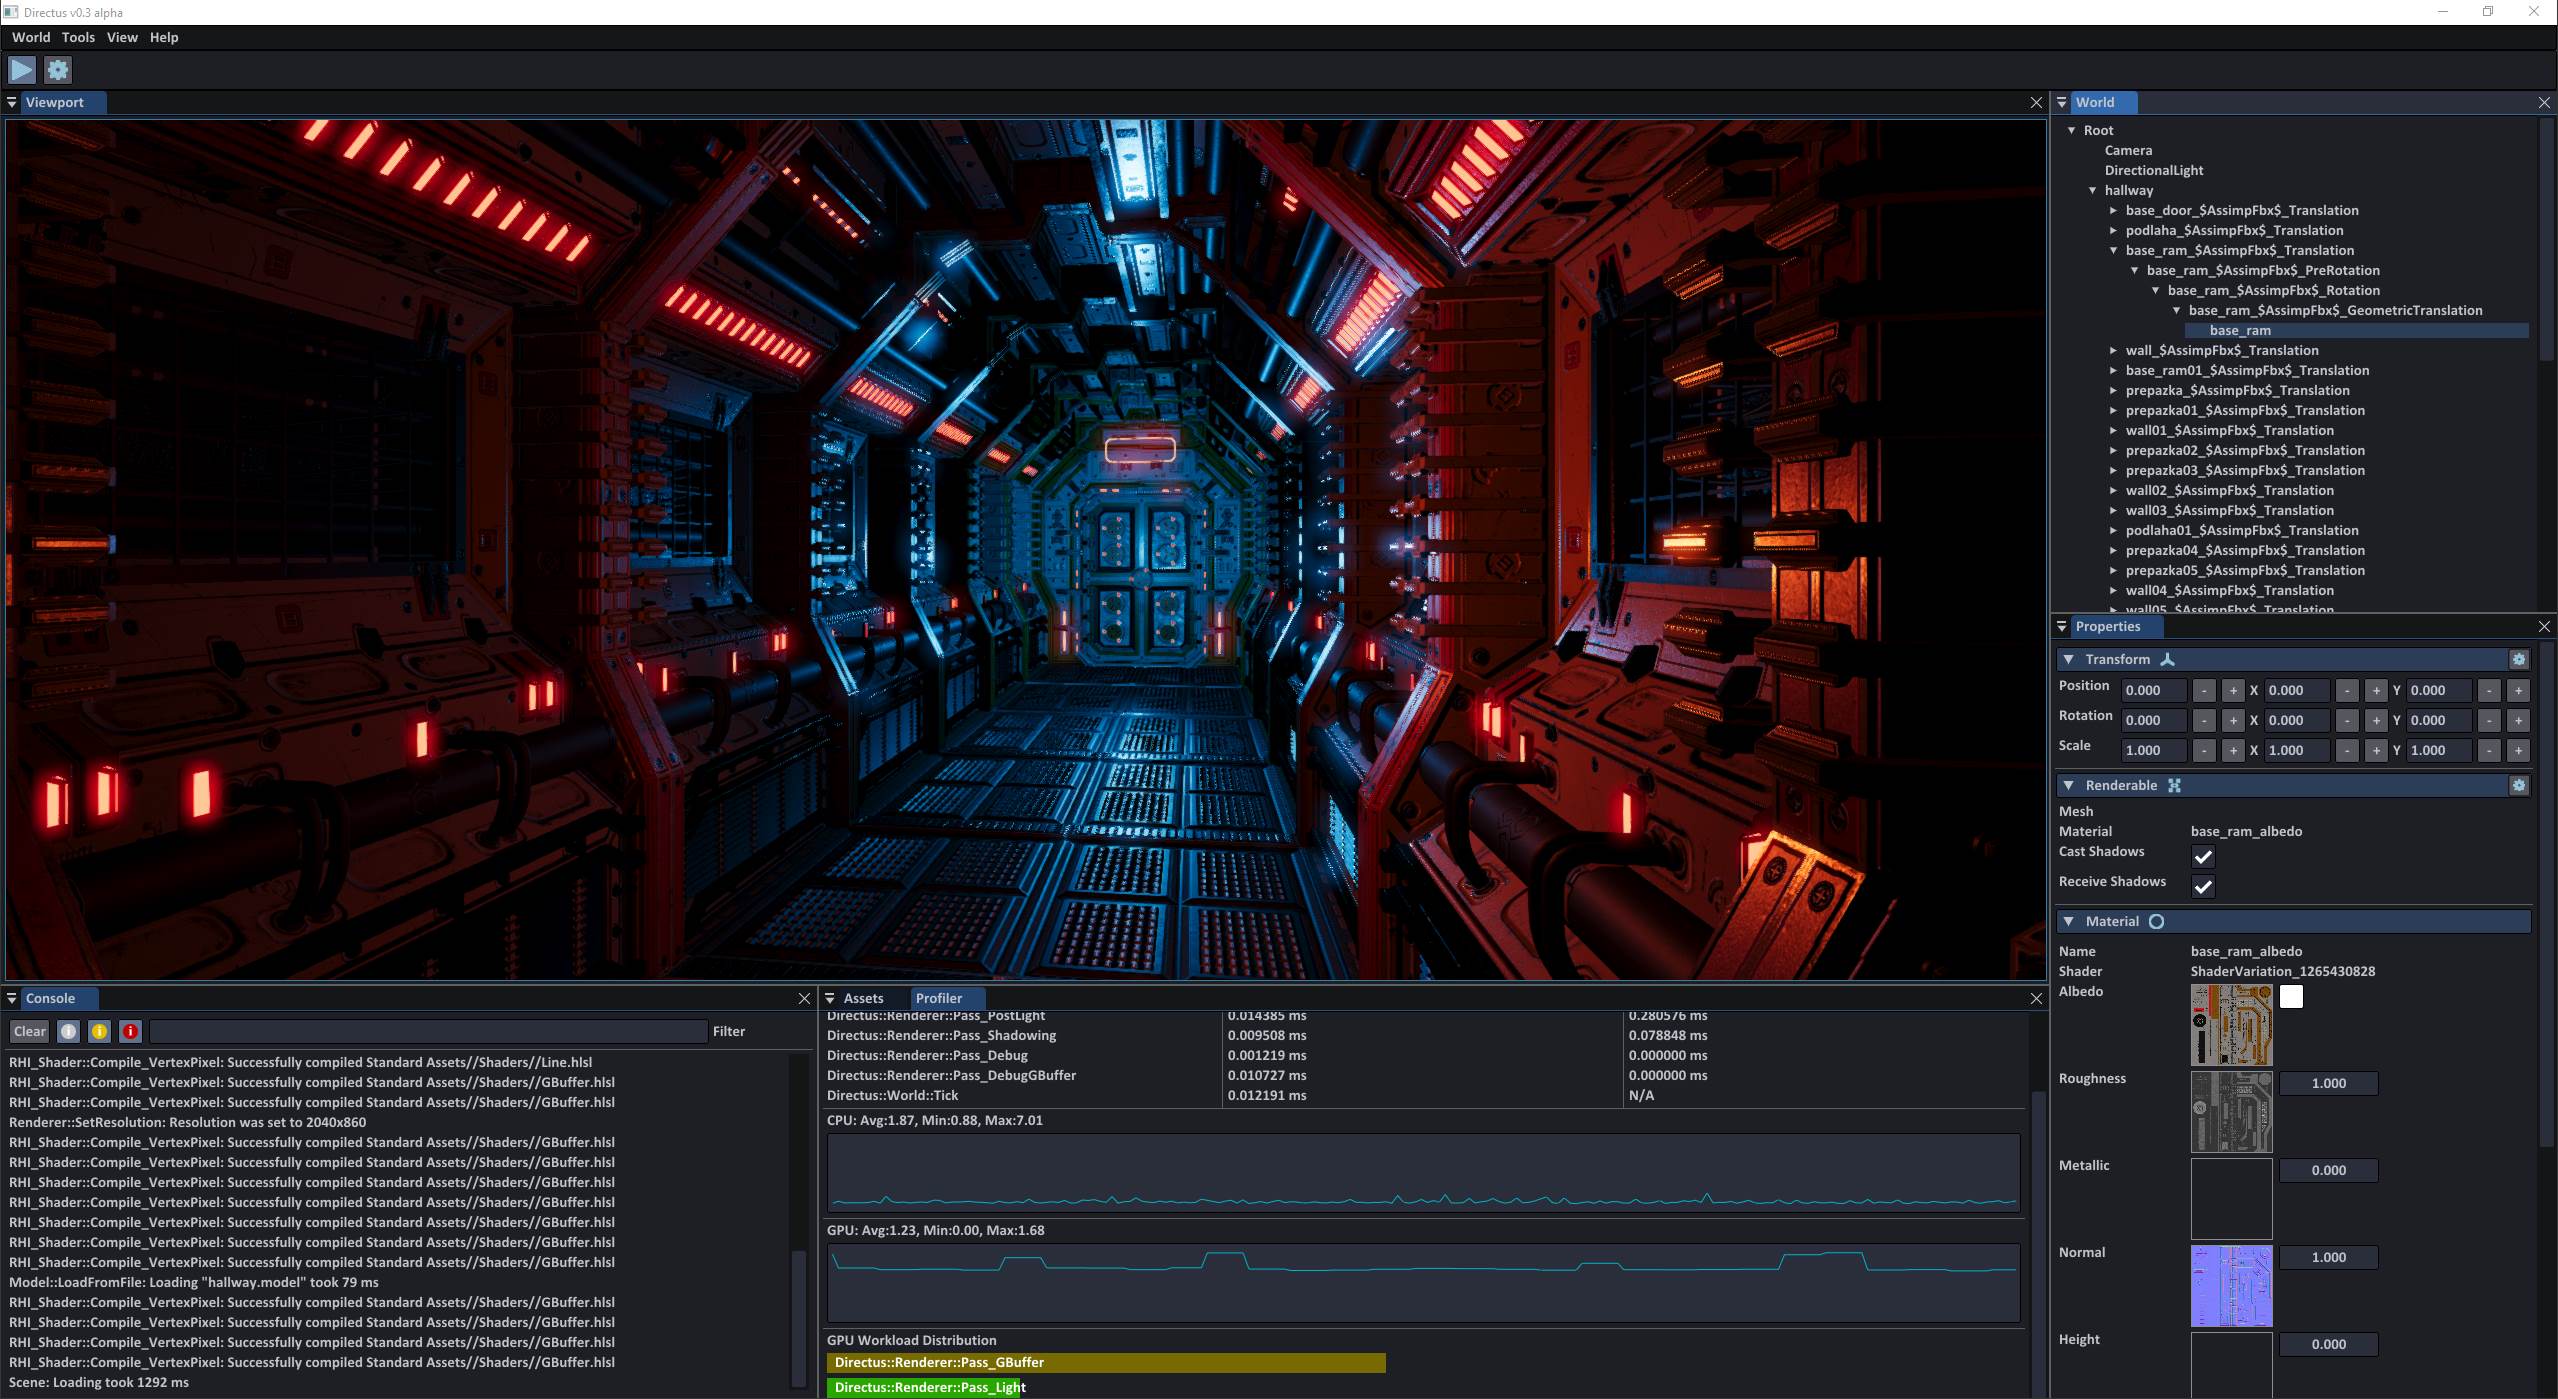 Directus v0.3 alpha
World Tools View Help
Viewport
World
Root
Camera
DirectionalLight
hallway
base_door_$AssimpFbx$_Translation
podlaha_$AssimpFbx$_Translation
base_ram_$AssimpFbx$_Translation
base_ram_$AssimpFbx$_PreRotation
base_ram_$AssimpFbx$_Rotation
base_ram_$AssimpFbx$_GeometricTranslation
base_ram
wall_$AssimpFbx$_Translation
base_ram01_$AssimpFbx$_Translation
prepazka_$AssimpFbx$_Translation
prepazka01_$AssimpFbx$_Translation
wall01_$AssimpFbx$_Translation
prepazka02_$AssimpFbx$_Translation
prepazka03_$AssimpFbx$_Translation
wall02_$AssimpFbx$_Translation
wall03_$AssimpFbx$_Translation
podlaha01_$AssimpFbx$_Translation
prepazka04_$AssimpFbx$_Translation
prepazka05_$AssimpFbx$_Translation
wall04_$AssimpFbx$_Translation
wall05_$AssimpFbx$_Translation
Properties
Transform
Position 0.000 - + X 0.000 - + Y 0.000 - +
Rotation 0.000 - + X 0.000 - + Y 0.000 - +
Scale 1.000 - + X 1.000 - + Y 1.000 - +
Renderable
Mesh
Material base_ram_albedo
Cast Shadows
Receive Shadows
Material
Name base_ram_albedo
Shader ShaderVariation_1265430828
Albedo
Roughness 1.000
Metallic 0.000
Normal 1.000
Height 0.000
Console
Clear Filter
RHI_Shader::Compile_VertexPixel: Successfully compiled Standard Assets//Shaders//Line.hlsl
RHI_Shader::Compile_VertexPixel: Successfully compiled Standard Assets//Shaders//GBuffer.hlsl
RHI_Shader::Compile_VertexPixel: Successfully compiled Standard Assets//Shaders//GBuffer.hlsl
Renderer::SetResolution: Resolution was set to 2040x860
RHI_Shader::Compile_VertexPixel: Successfully compiled Standard Assets//Shaders//GBuffer.hlsl
RHI_Shader::Compile_VertexPixel: Successfully compiled Standard Assets//Shaders//GBuffer.hlsl
RHI_Shader::Compile_VertexPixel: Successfully compiled Standard Assets//Shaders//GBuffer.hlsl
RHI_Shader::Compile_VertexPixel: Successfully compiled Standard Assets//Shaders//GBuffer.hlsl
RHI_Shader::Compile_VertexPixel: Successfully compiled Standard Assets//Shaders//GBuffer.hlsl
RHI_Shader::Compile_VertexPixel: Successfully compiled Standard Assets//Shaders//GBuffer.hlsl
RHI_Shader::Compile_VertexPixel: Successfully compiled Standard Assets//Shaders//GBuffer.hlsl
Model::LoadFromFile: Loading "hallway.model" took 79 ms
RHI_Shader::Compile_VertexPixel: Successfully compiled Standard Assets//Shaders//GBuffer.hlsl
RHI_Shader::Compile_VertexPixel: Successfully compiled Standard Assets//Shaders//GBuffer.hlsl
RHI_Shader::Compile_VertexPixel: Successfully compiled Standard Assets//Shaders//GBuffer.hlsl
RHI_Shader::Compile_VertexPixel: Successfully compiled Standard Assets//Shaders//GBuffer.hlsl
Scene: Loading took 1292 ms
Assets Profiler
Directus::Renderer::Pass_PostLight 0.014385 ms 0.280576 ms
Directus::Renderer::Pass_Shadowing 0.009508 ms 0.078848 ms
Directus::Renderer::Pass_Debug 0.001219 ms 0.000000 ms
Directus::Renderer::Pass_DebugGBuffer 0.010727 ms 0.000000 ms
Directus::World::Tick 0.012191 ms N/A
CPU: Avg:1.87, Min:0.88, Max:7.01
GPU: Avg:1.23, Min:0.00, Max:1.68
GPU Workload Distribution
Directus::Renderer::Pass_GBuffer
Directus::Renderer::Pass_Light